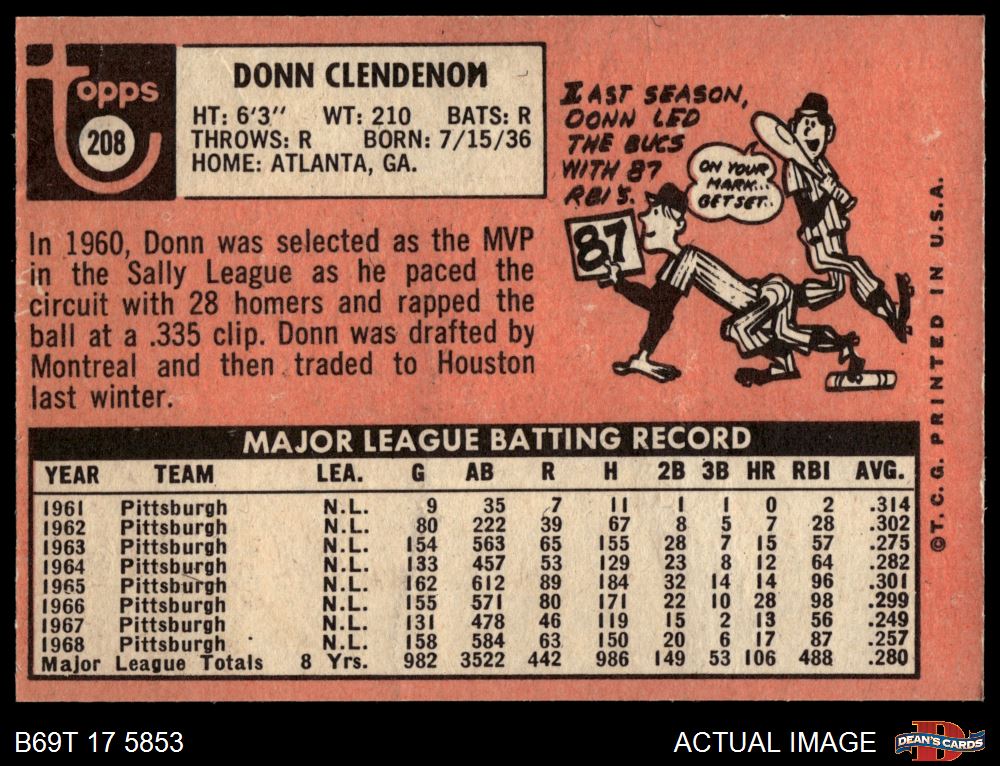 Topps
208
DONN CLENDENON
HT: 6'3" WT: 210 BATS: R
THROWS: R BORN: 7/15/36
HOME: ATLANTA, GA.
LAST SEASON,
DONN LED
THE BUCS
WITH 87
RBI'S.
ON YOUR
MARK...
GET SET..
87
In 1960, Donn was selected as the MVP
in the Sally League as he paced the
circuit with 28 homers and rapped the
ball at a .335 clip. Donn was drafted by
Montreal and then traded to Houston
last winter.
©T.C.G. PRINTED IN U.S.A.
MAJOR LEAGUE BATTING RECORD
YEAR TEAM LEA. G AB R H 2B 3B HR RBI AVG.
1961 Pittsburgh N.L. 9 35 7 11 1 1 0 2 .314
1962 Pittsburgh N.L. 80 222 39 67 8 5 7 28 .302
1963 Pittsburgh N.L. 154 563 65 155 28 7 15 57 .275
1964 Pittsburgh N.L. 133 457 53 129 23 8 12 64 .282
1965 Pittsburgh N.L. 162 612 89 184 32 14 14 96 .301
1966 Pittsburgh N.L. 155 571 80 171 22 10 28 98 .299
1967 Pittsburgh N.L. 131 478 46 119 15 2 13 56 .249
1968 Pittsburgh N.L. 158 584 63 150 20 6 17 87 .257
Major League Totals 8 Yrs. 982 3522 442 986 149 53 106 488 .280
B69T 17 5853
ACTUAL IMAGE
DEAN'S CARDS